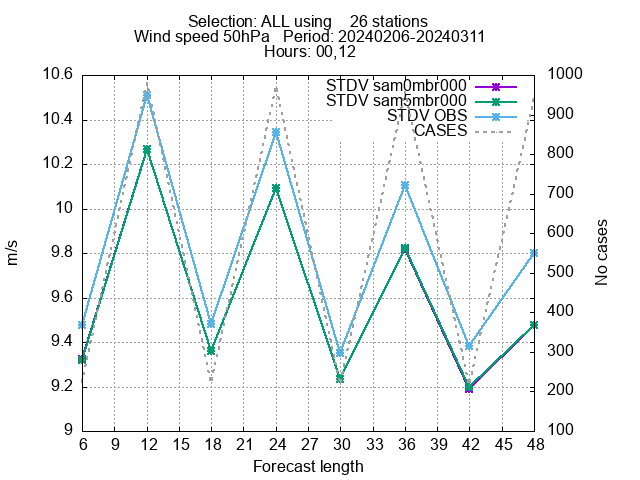 Selection: ALL using    26 stations
Wind speed 50hPa   Period: 20240206-20240311
Hours: 00,12
STDV sam0mbr000
STDV sam5mbr000
STDV OBS
CASES
m/s
10.6
10.4
10.2
10
9.8
9.6
9.4
9.2
9
1000
900
800
700
600
500
400
300
200
100
No cases
6 9 12 15 18 21 24 27 30 33 36 39 42 45 48
Forecast length